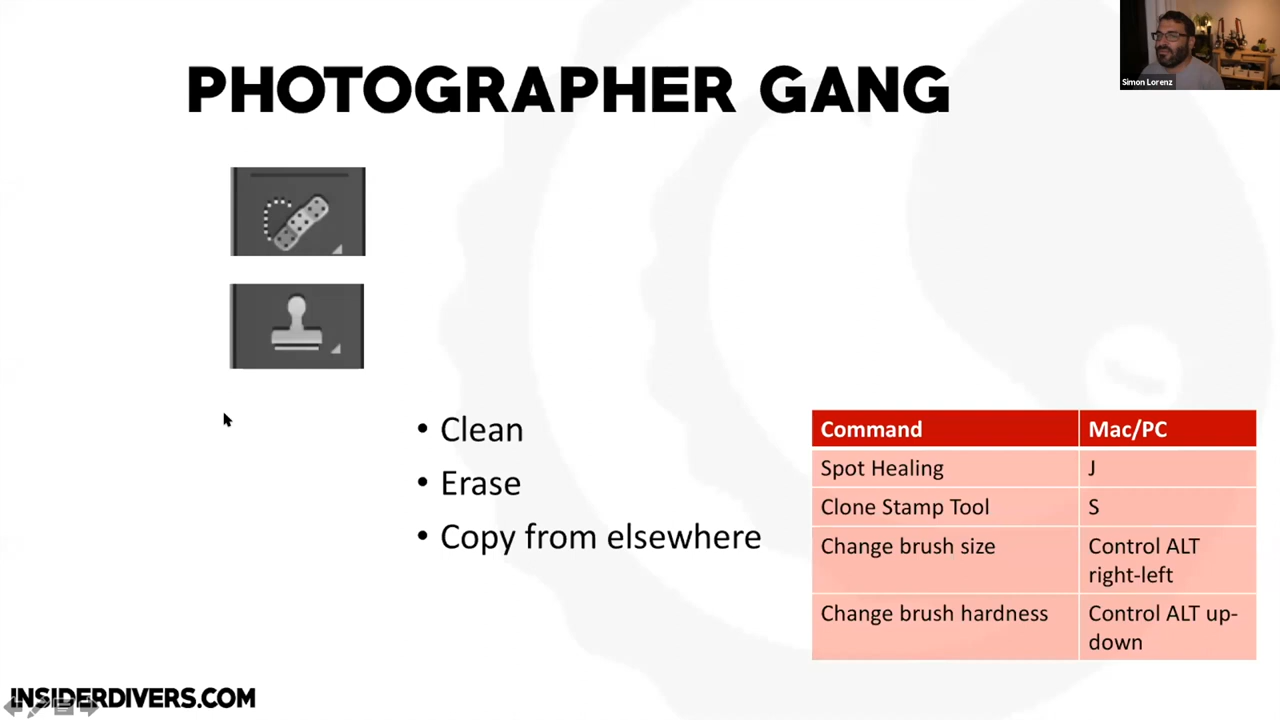 PHOTOGRAPHER GANG
Simon Lorenz
• Clean
• Erase
• Copy from elsewhere
Command Mac/PC
Spot Healing J
Clone Stamp Tool S
Change brush size Control ALT
right-left
Change brush hardness Control ALT up-
down
INSIDERDIVERS.COM